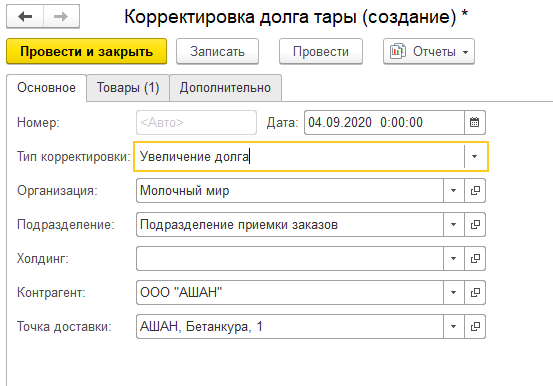 Корректировка долга тары (создание) *
Провести и закрыть Записать Провести Отчеты
Основное Товары (1) Дополнительно
Номер: <Авто> Дата: 04.09.2020 0:00:00
Тип корректировки: Увеличение долга
Организация: Молочный мир
Подразделение: Подразделение приемки заказов
Холдинг:
Контрагент: ООО "АШАН"
Точка доставки: АШАН, Бетанкура, 1